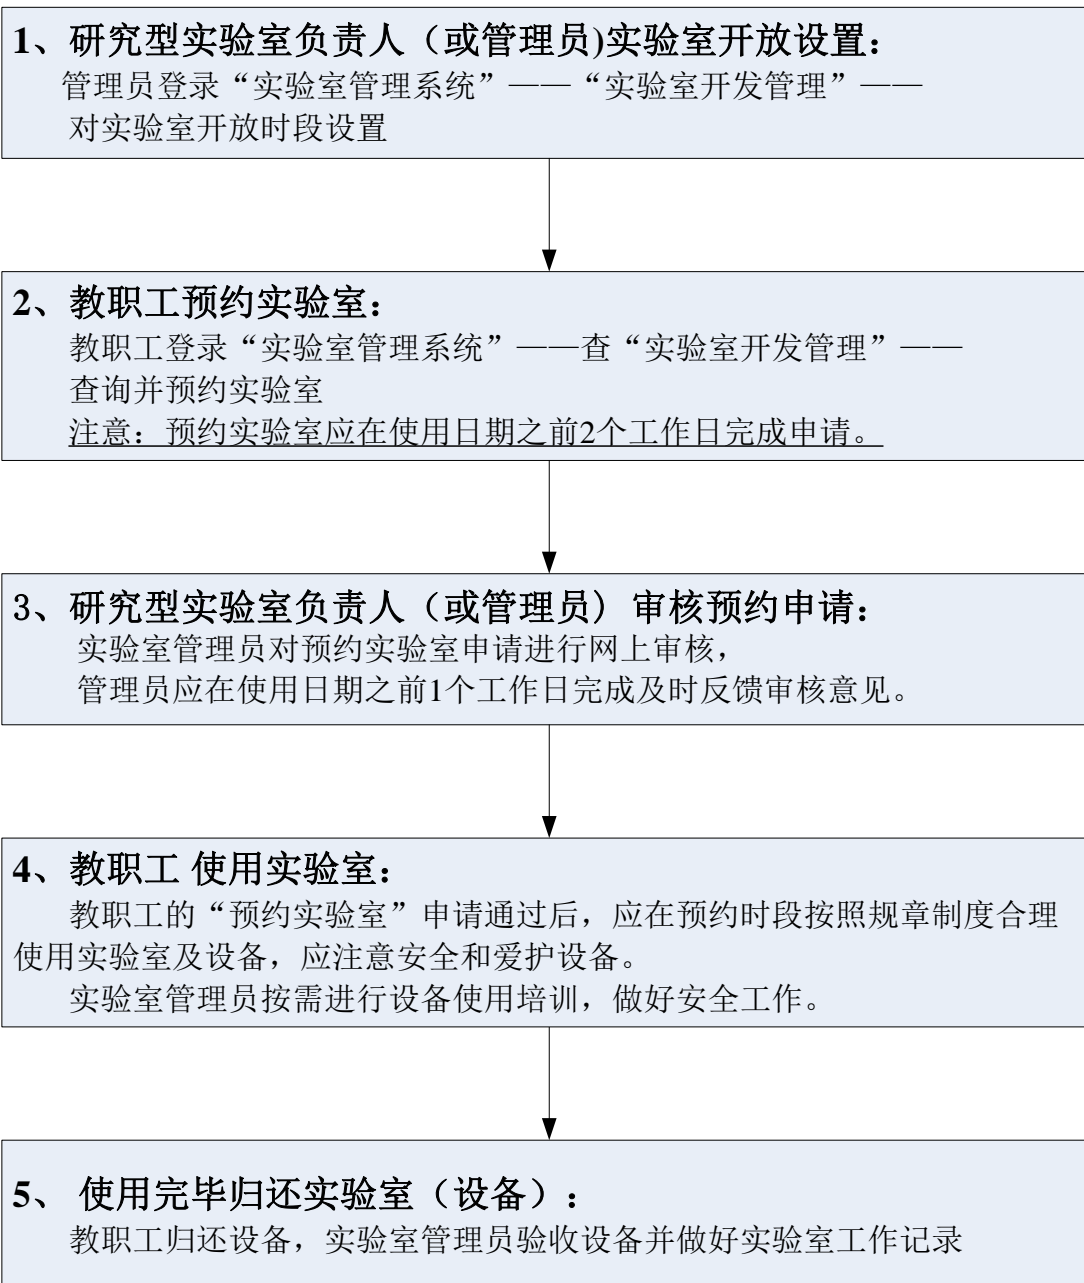 1、研究型实验室负责人（或管理员)实验室开放设置：
管理员登录“实验室管理系统”——“实验室开发管理”——
对实验室开放时段设置
2、教职工预约实验室：
教职工登录“实验室管理系统”——查“实验室开发管理”——
查询并预约实验室
注意：预约实验室应在使用日期之前2个工作日完成申请。
3、研究型实验室负责人（或管理员）审核预约申请：
实验室管理员对预约实验室申请进行网上审核，
管理员应在使用日期之前1个工作日完成及时反馈审核意见。
4、教职工 使用实验室：
教职工的“预约实验室”申请通过后，应在预约时段按照规章制度合理
使用实验室及设备，应注意安全和爱护设备。
实验室管理员按需进行设备使用培训，做好安全工作。
5、 使用完毕归还实验室（设备）：
教职工归还设备，实验室管理员验收设备并做好实验室工作记录